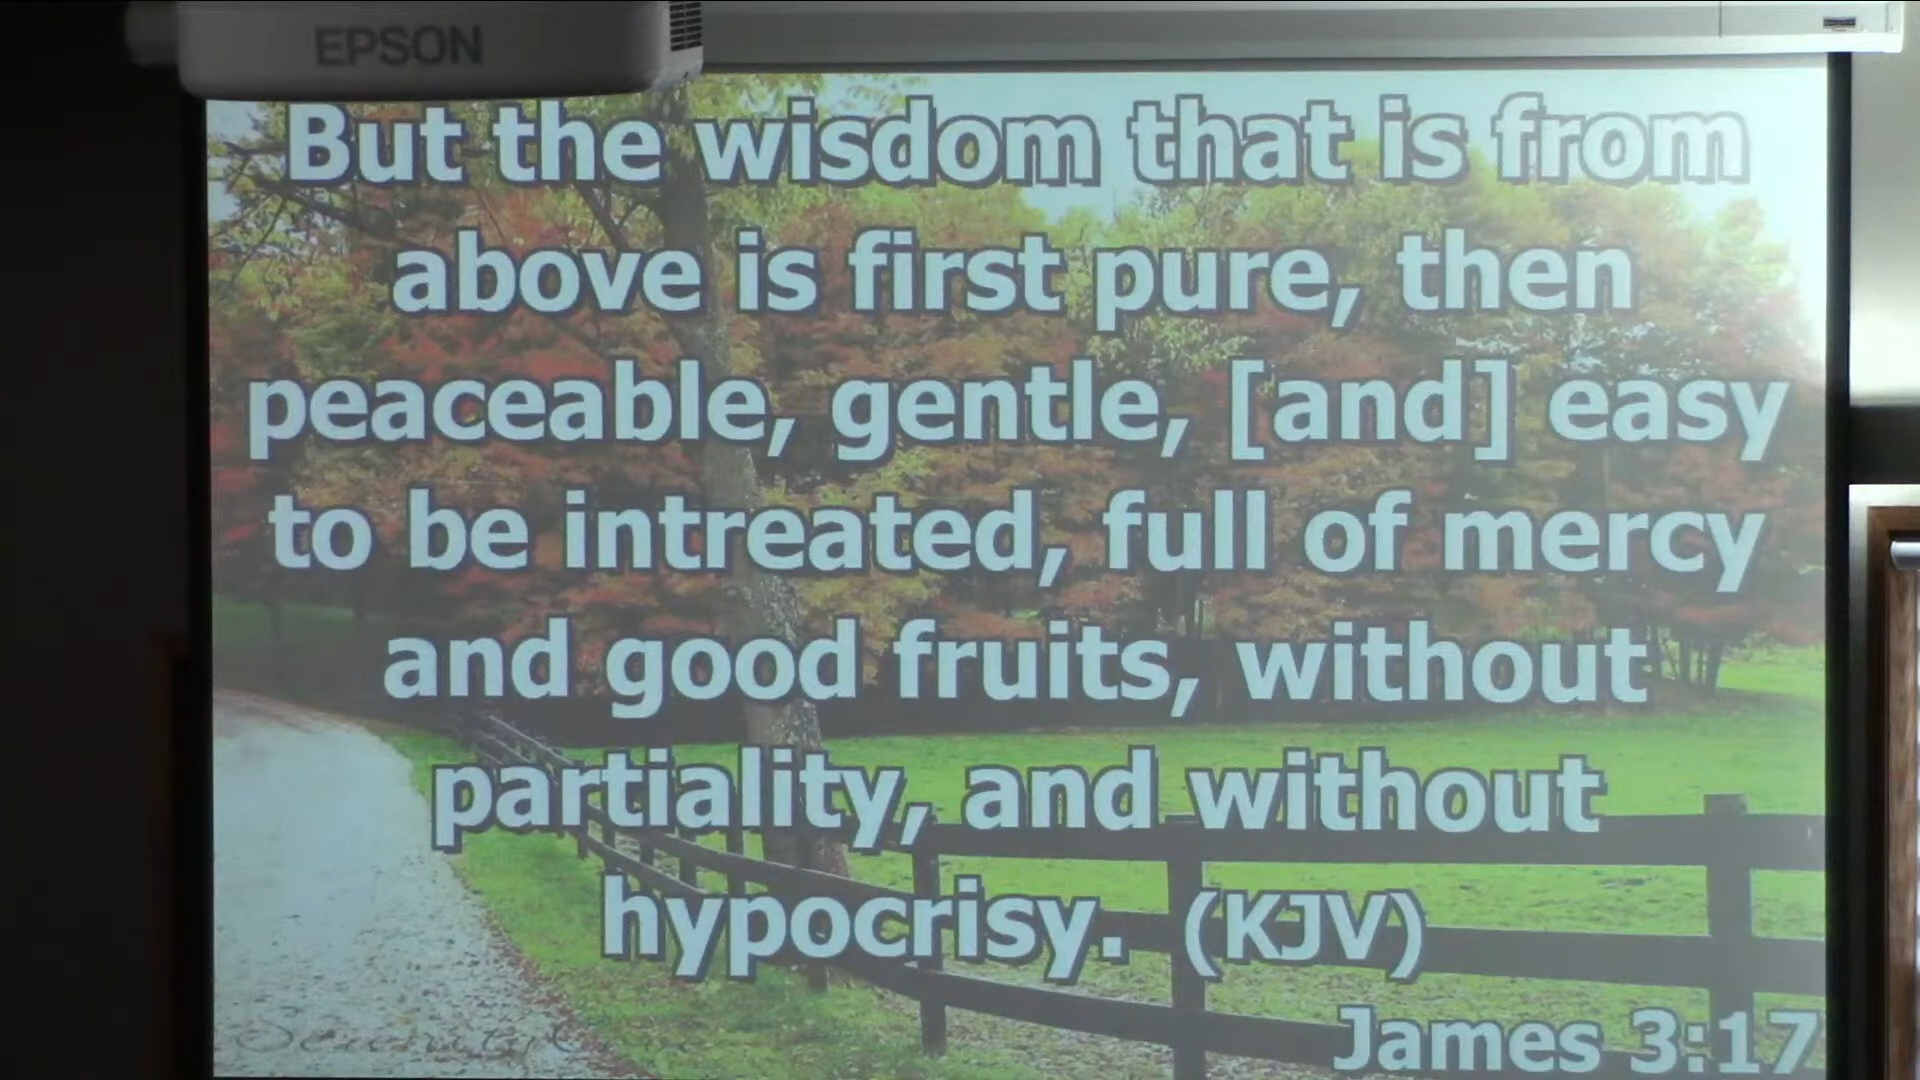 EPSON
But the wisdom that is from
above is first pure, then
peaceable, gentle, [and] easy
to be intreated, full of mercy
and good fruits, without
partiality, and without
hypocrisy. (KJV)
James 3:17